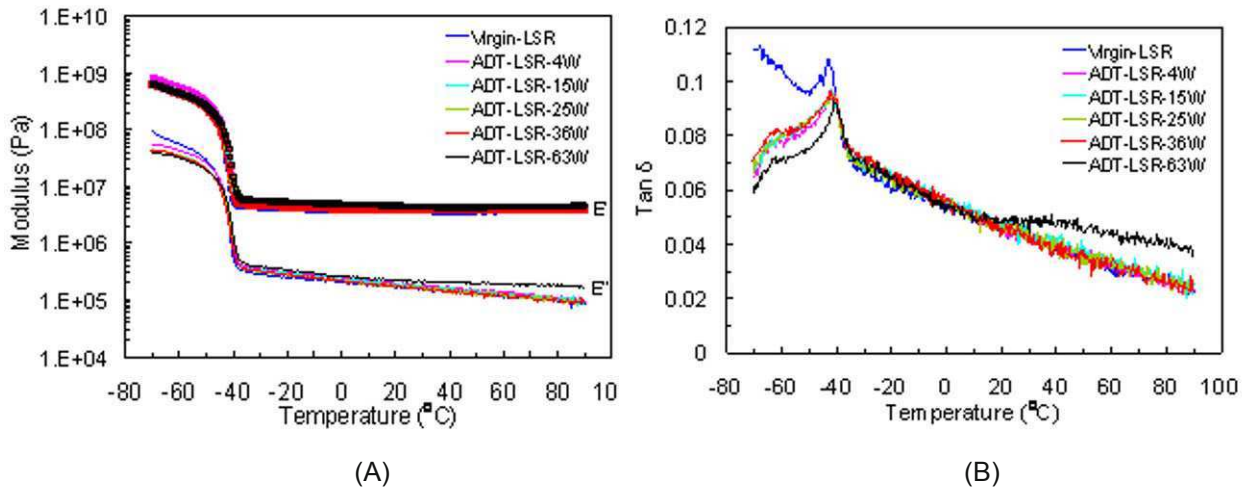 1.E+10
1.E+09
1.E+08
1.E+07
1.E+06
1.E+05
1.E+04
Modulus (Pa)
Virgin-LSR
ADT-LSR-4W
ADT-LSR-15W
ADT-LSR-25W
ADT-LSR-36W
ADT-LSR-63W
E'
E"
-80 -60 -40 -20 0 20 40 60 80 10
Temperature (°C)
(A)
0.12
0.1
0.08
0.06
0.04
0.02
0
Tan δ
Virgin-LSR
ADT-LSR-4W
ADT-LSR-15W
ADT-LSR-25W
ADT-LSR-36W
ADT-LSR-63W
-80 -60 -40 -20 0 20 40 60 80 100
Temperature (°C)
(B)